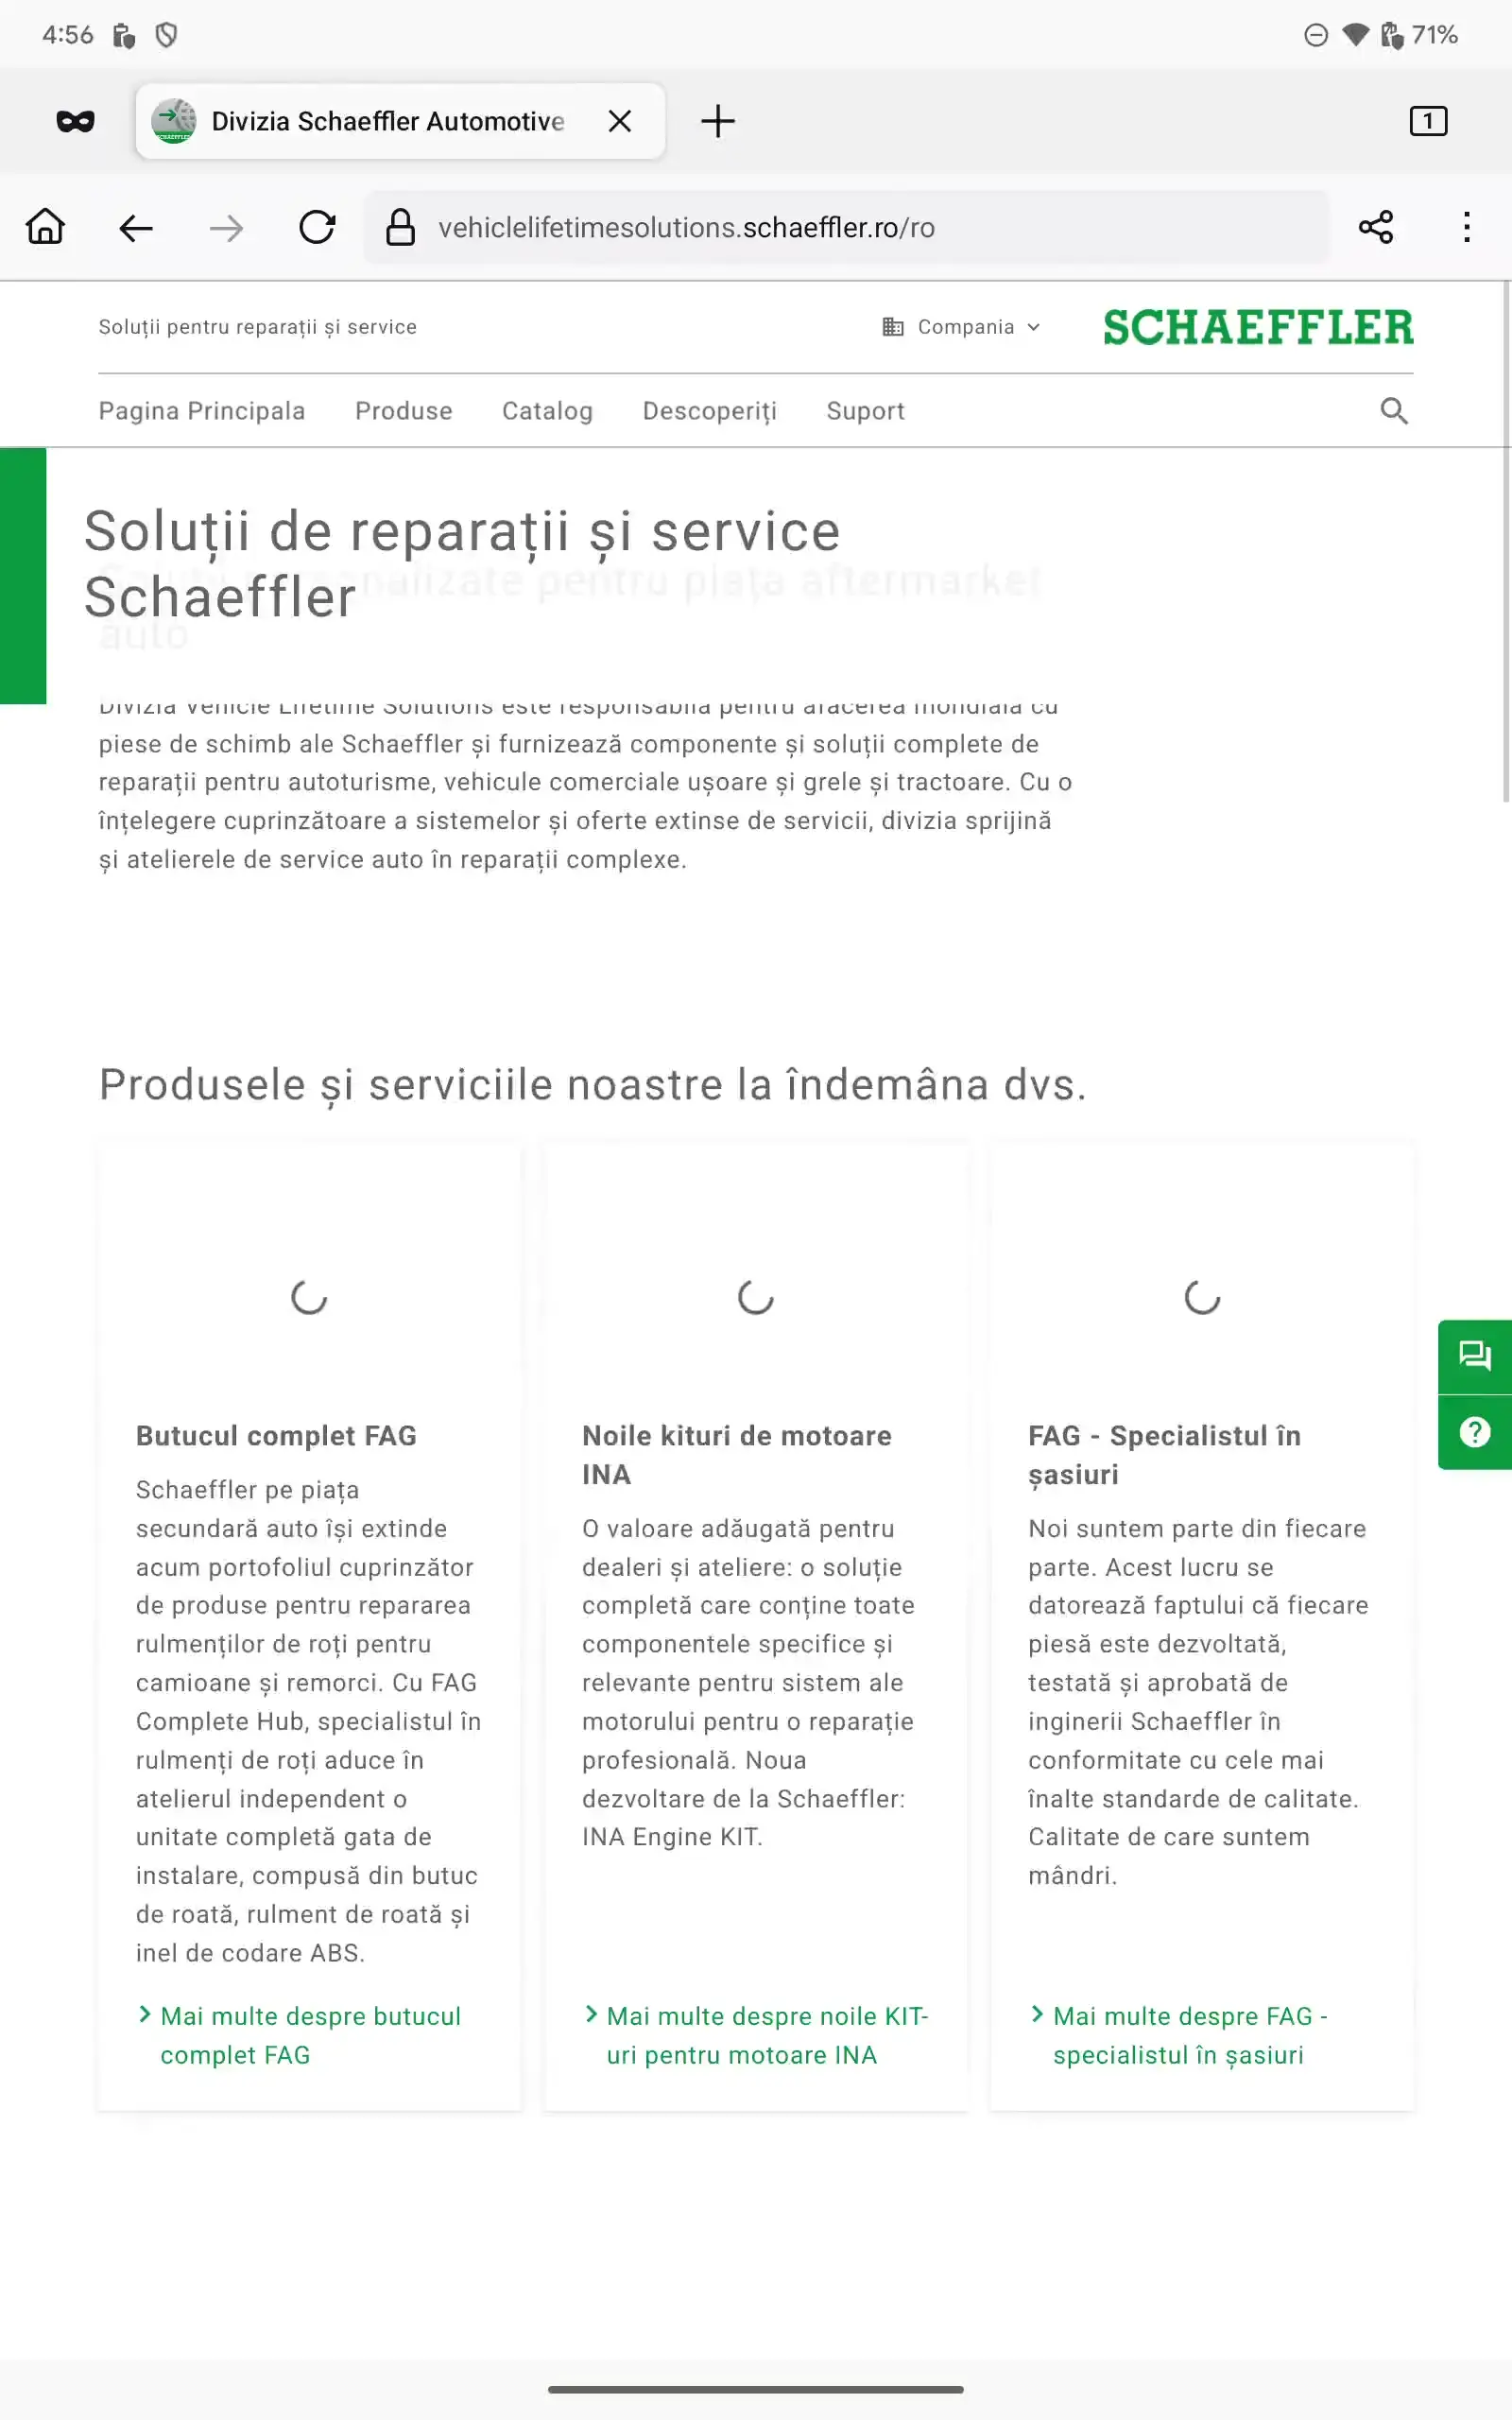 4:56
71%
Divizia Schaeffler Automotive
1
vehiclelifetimesolutions.schaeffler.ro/ro
Soluții pentru reparații și service
Compania
SCHAEFFLER
Pagina Principala
Produse
Catalog
Descoperiți
Suport
Soluții de reparații și service
Schaeffler
pentru piața aftermarket
auto
Divizia Vehicle Lifetime Solutions este responsabilă pentru afacerea mondială cu
piese de schimb ale Schaeffler și furnizează componente și soluții complete de
reparații pentru autoturisme, vehicule comerciale ușoare și grele și tractoare. Cu o
înțelegere cuprinzătoare a sistemelor și oferte extinse de servicii, divizia sprijină
și atelierele de service auto în reparații complexe.
Produsele și serviciile noastre la îndemâna dvs.
Butucul complet FAG
Schaeffler pe piața
secundară auto își extinde
acum portofoliul cuprinzător
de produse pentru repararea
rulmenților de roți pentru
camioane și remorci. Cu FAG
Complete Hub, specialistul în
rulmenți de roți aduce în
atelierul independent o
unitate completă gata de
instalare, compusă din butuc
de roată, rulment de roată și
inel de codare ABS.
Mai multe despre butucul
complet FAG
Noile kituri de motoare
INA
O valoare adăugată pentru
dealeri și ateliere: o soluție
completă care conține toate
componentele specifice și
relevante pentru sistem ale
motorului pentru o reparație
profesională. Noua
dezvoltare de la Schaeffler:
INA Engine KIT.
Mai multe despre noile KIT-
uri pentru motoare INA
FAG - Specialistul în
șasiuri
Noi suntem parte din fiecare
parte. Acest lucru se
datorează faptului că fiecare
piesă este dezvoltată,
testată și aprobată de
inginerii Schaeffler în
conformitate cu cele mai
înalte standarde de calitate.
Calitate de care suntem
mândri.
Mai multe despre FAG -
specialistul în șasiuri